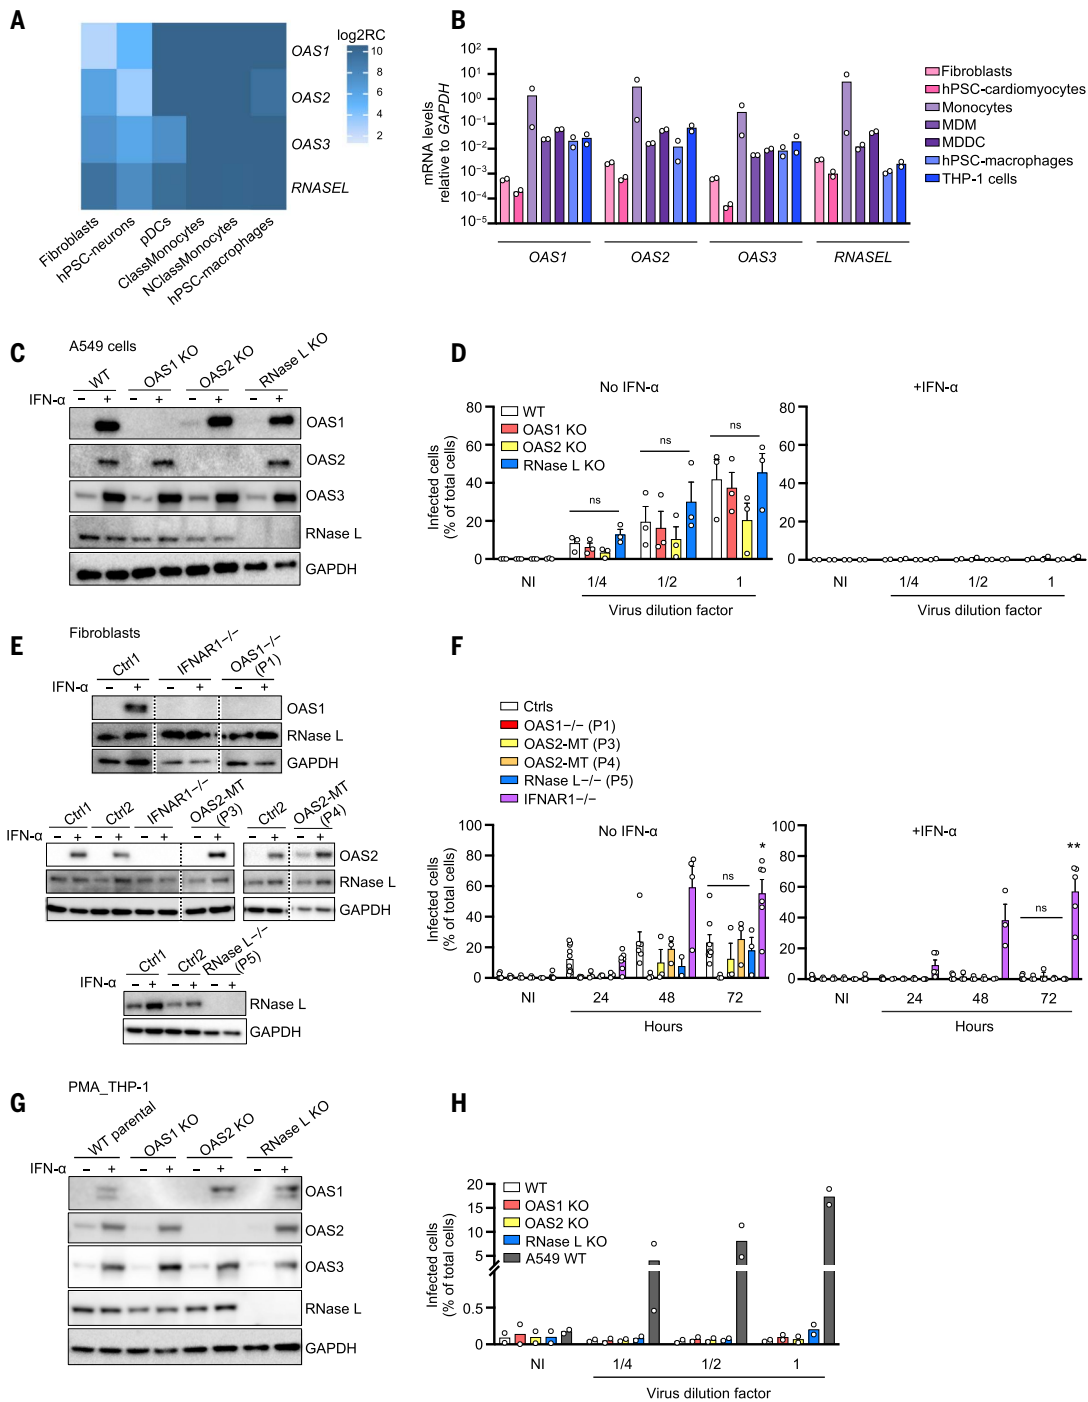 A
log2RC
10
8
6
4
2
OAS1
OAS2
OAS3
RNASEL
Fibroblasts
hPSC-neurons
pDCs
ClassMonocytes
NClassMonocytes
hPSC-macrophages
B
mRNA levels
relative to GAPDH
10²
10¹
10⁰
10⁻¹
10⁻²
10⁻³
10⁻⁴
10⁻⁵
OAS1 OAS2 OAS3 RNASEL
Fibroblasts
hPSC-cardiomyocytes
Monocytes
MDM
MDDC
hPSC-macrophages
THP-1 cells
C
A549 cells
WT OAS1 KO OAS2 KO RNase L KO
IFN-α – + – + – + – +
OAS1
OAS2
OAS3
RNase L
GAPDH
D
No IFN-α
+IFN-α
Infected cells
(% of total cells)
80
60
40
20
0
WT
OAS1 KO
OAS2 KO
RNase L KO
ns ns ns
NI 1/4 1/2 1
Virus dilution factor
80
60
40
20
0
NI 1/4 1/2 1
Virus dilution factor
E
Fibroblasts
Ctrl1 IFNAR1–/– OAS1–/– (P1)
IFN-α – + – + – +
OAS1
RNase L
GAPDH
Ctrl1 Ctrl2 IFNAR1–/– OAS2-MT (P3) Ctrl2 OAS2-MT (P4)
IFN-α – + – + – + – + – + – +
OAS2
RNase L
GAPDH
Ctrl1 Ctrl2 RNase L–/– (P5)
IFN-α – + – + – +
RNase L
GAPDH
F
Ctrls
OAS1–/– (P1)
OAS2-MT (P3)
OAS2-MT (P4)
RNase L–/– (P5)
IFNAR1–/–
No IFN-α
+IFN-α
Infected cells
(% of total cells)
100
80
60
40
20
0
ns *
NI 24 48 72
Hours
100
80
60
40
20
0
ns **
NI 24 48 72
Hours
G
PMA_THP-1
WT parental OAS1 KO OAS2 KO RNase L KO
IFN-α – + – + – + – +
OAS1
OAS2
OAS3
RNase L
GAPDH
H
Infected cells
(% of total cells)
20
15
10
5
0.5
0
WT
OAS1 KO
OAS2 KO
RNase L KO
A549 WT
NI 1/4 1/2 1
Virus dilution factor